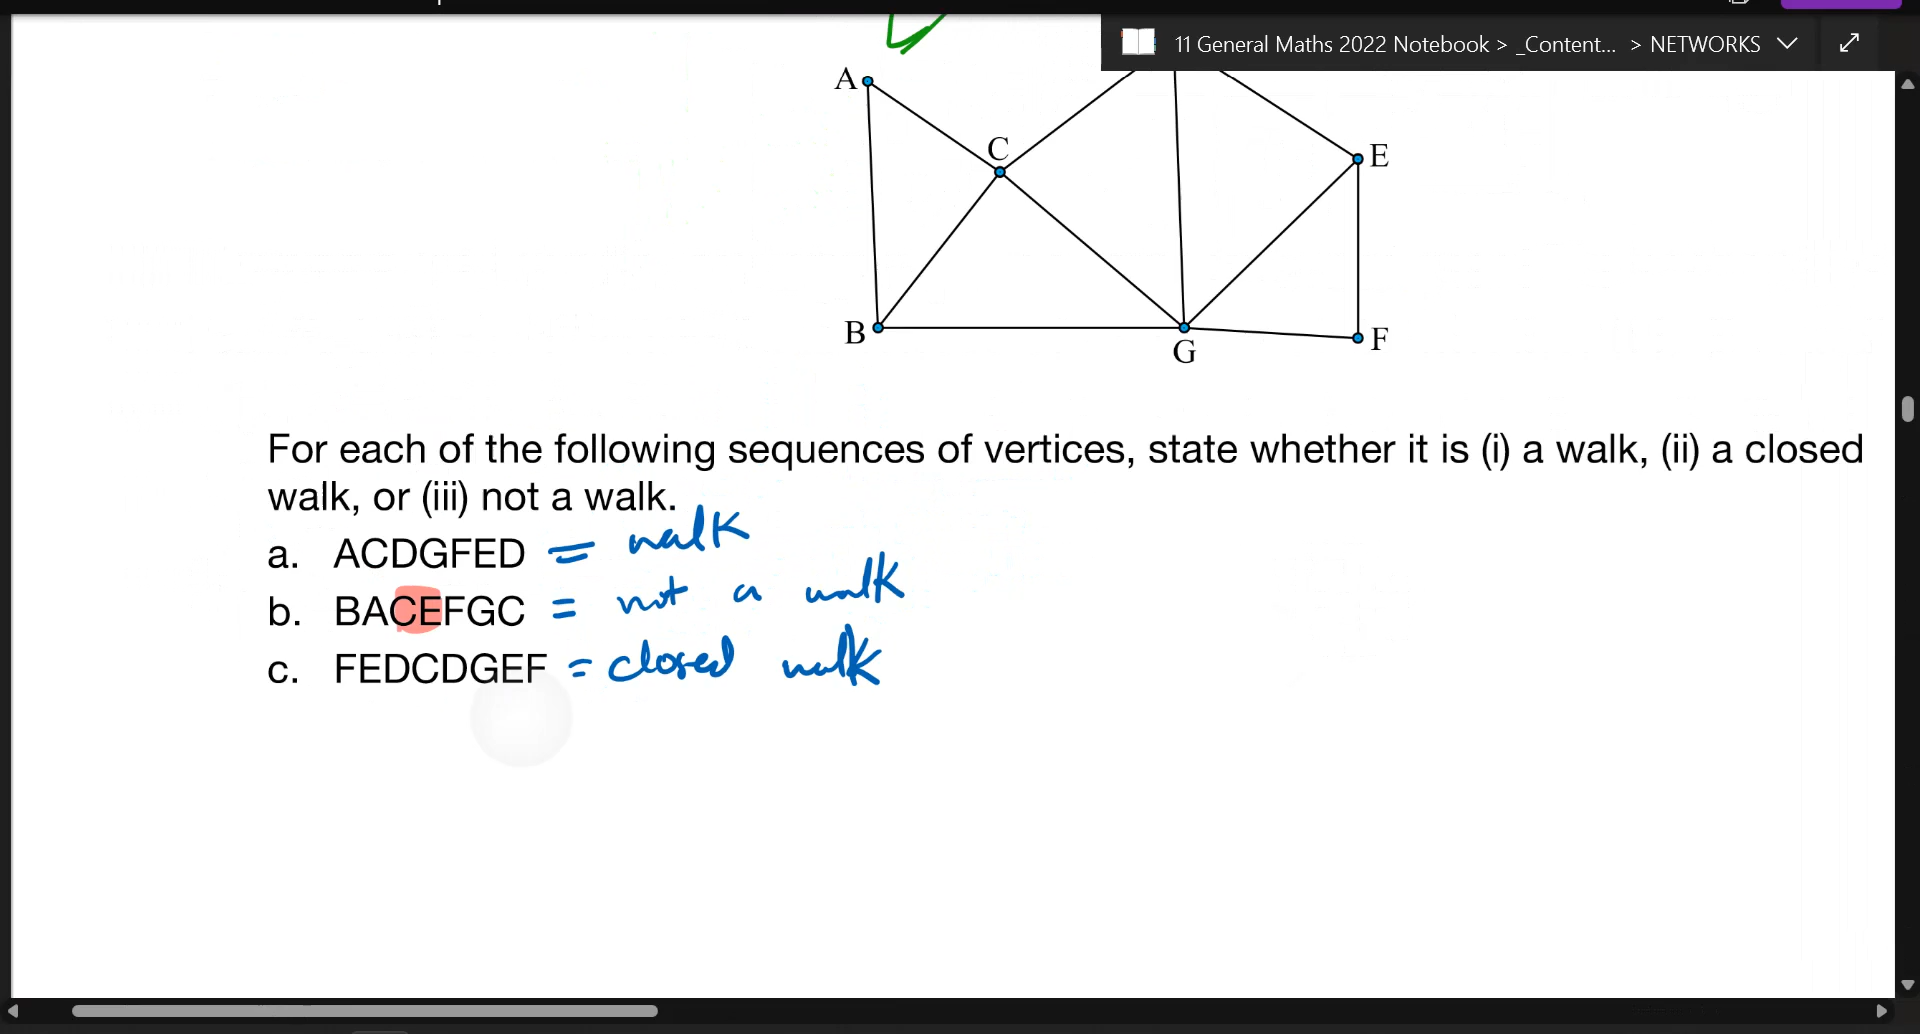 11 General Maths 2022 Notebook > _Content... > NETWORKS
A
C
E
B
G
F
For each of the following sequences of vertices, state whether it is (i) a walk, (ii) a closed
walk, or (iii) not a walk.
a. ACDGFED = walk
b. BACEFGC = not a walk
c. FEDCDGEF = closed walk